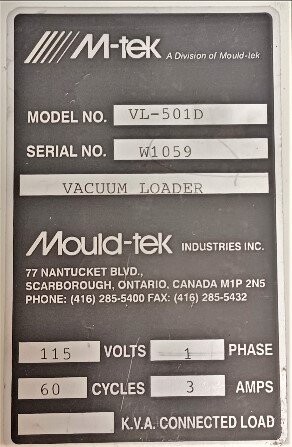 M-tek A Division of Mould-tek
MODEL NO. VL-501D
SERIAL NO. W1059
VACUUM LOADER
Mould-tek INDUSTRIES INC.
77 NANTUCKET BLVD.,
SCARBOROUGH, ONTARIO, CANADA M1P 2N5
PHONE: (416) 285-5400 FAX: (416) 285-5432
115 VOLTS 1 PHASE
60 CYCLES 3 AMPS
K.V.A. CONNECTED LOAD